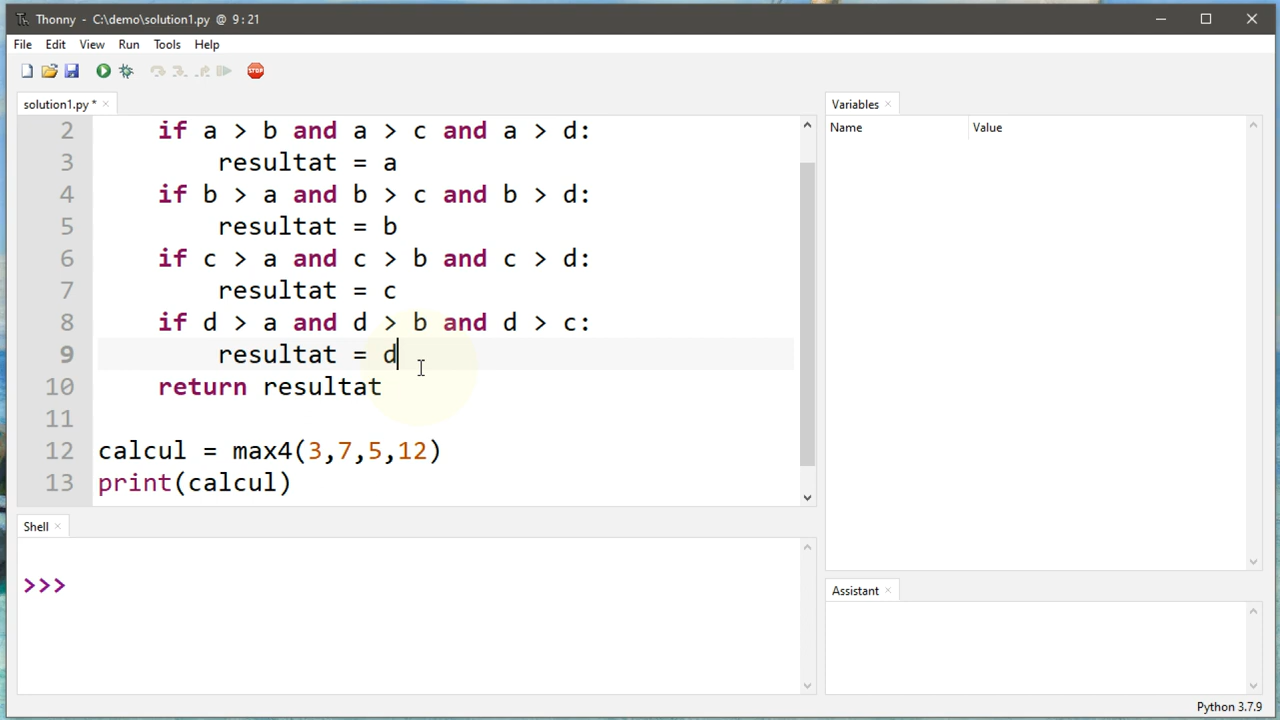 Thonny - C:\demo\solution1.py @ 9:21
File Edit View Run Tools Help
STOP
solution1.py *
2 if a > b and a > c and a > d:
3 resultat = a
4 if b > a and b > c and b > d:
5 resultat = b
6 if c > a and c > b and c > d:
7 resultat = c
8 if d > a and d > b and d > c:
9 resultat = d
10 return resultat
11
12 calcul = max4(3,7,5,12)
13 print(calcul)
Shell
>>>
Variables
Name Value
Assistant
Python 3.7.9